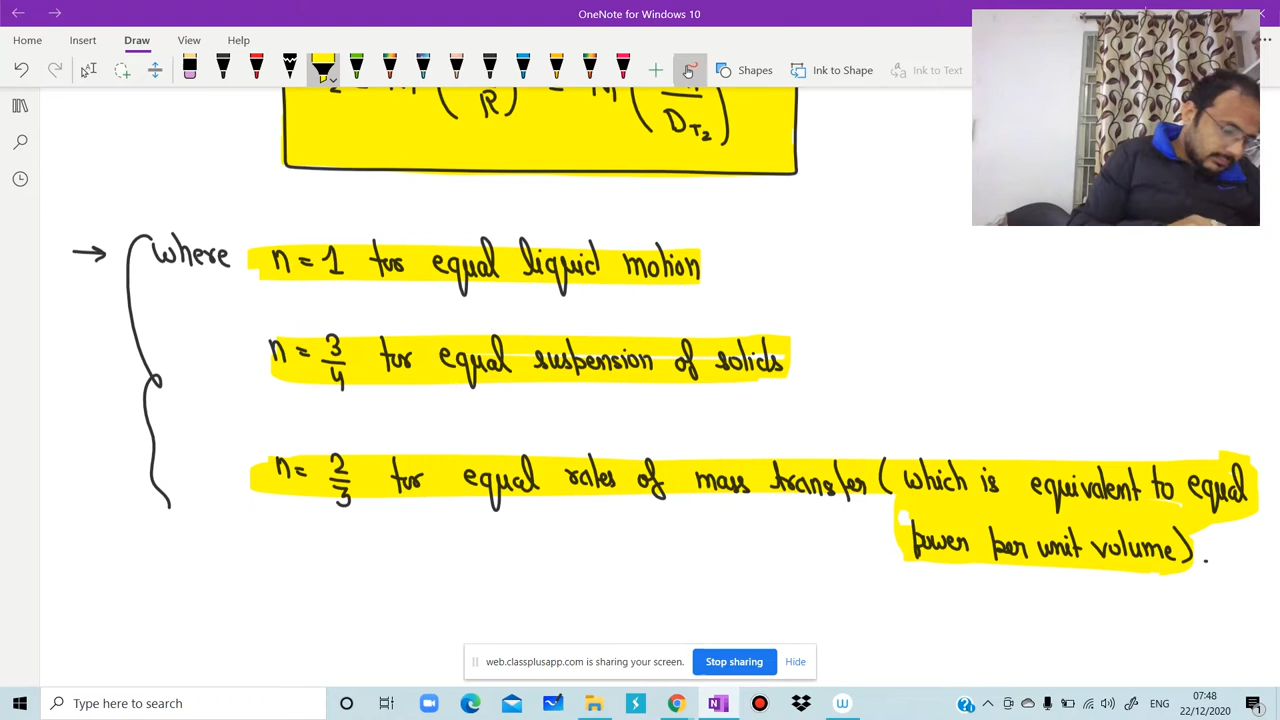 OneNote for Windows 10
Home Insert Draw View Help
Shapes Ink to Shape Ink to Text
R
D T2
→ where n = 1 for equal liquid motion
n = 3/4 for equal suspension of solids
n = 2/3 for equal rates of mass transfer ( which is equivalent to equal
power per unit volume).
web.classplusapp.com is sharing your screen. Stop sharing Hide
Type here to search
ENG
07:48
22/12/2020